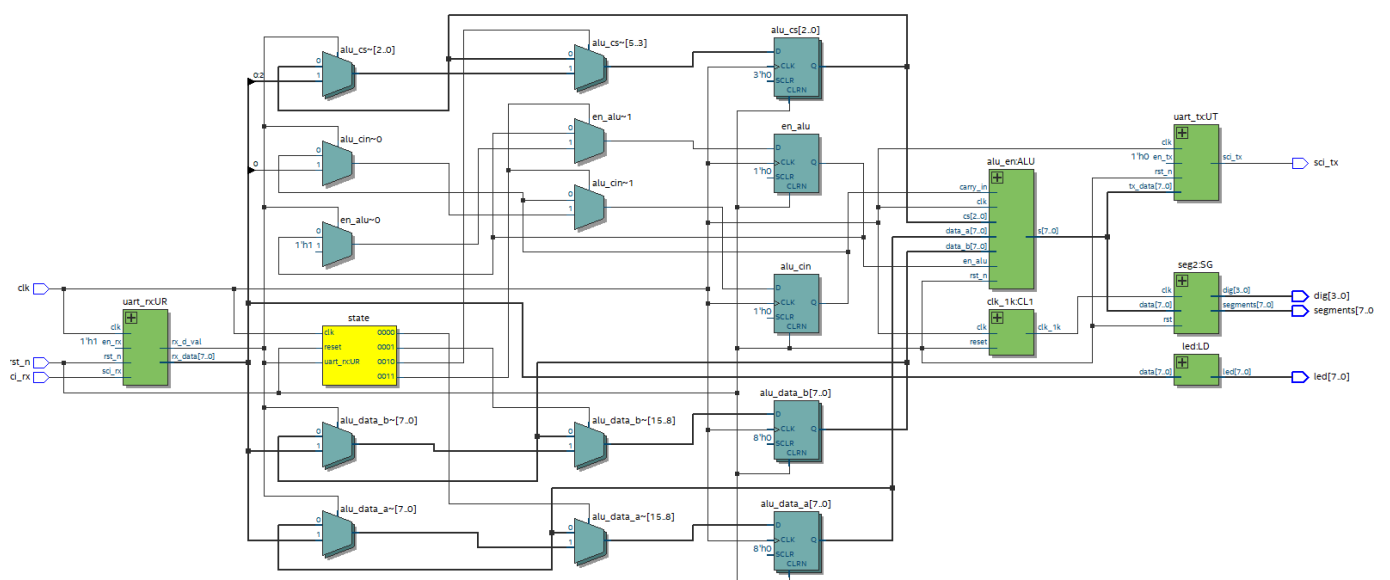 alu_cs~[2..0]
0
1
0:2
alu_cs~[5..3]
0
1
alu_cs[2..0]
D
CLK
Q
3'h0
SCLR
CLRN
alu_cin~0
0
1
0
en_alu~1
0
1
en_alu
D
CLK
Q
1'h0
SCLR
CLRN
en_alu~0
0
1'h1
1
alu_cin~1
0
1
alu_cin
D
CLK
Q
1'h0
SCLR
CLRN
alu_en:ALU
carry_in
clk
cs[2..0]
data_a[7..0]
data_b[7..0]
en_alu
rst_n
s[7..0]
uart_tx:UT
clk
1'h0
en_tx
rst_n
tx_data[7..0]
sci_tx
sci_tx
clk
rst_n
ci_rx
uart_rx:UR
clk
1'h1
en_rx
rst_n
sci_rx
rx_d_val
rx_data[7..0]
state
clk
reset
uart_rx:UR
0000
0001
0010
0011
clk_1k:CL1
clk
reset
clk_1k
seg2:SG
clk
data[7..0]
rst
dig[3..0]
segments[7..0]
dig[3..0]
segments[7..0
led:LD
data[7..0]
led[7..0]
led[7..0]
alu_data_b~[7..0]
0
1
alu_data_b~[15..8]
0
1
alu_data_b[7..0]
D
CLK
Q
8'h0
SCLR
CLRN
alu_data_a~[7..0]
0
1
alu_data_a~[15..8]
0
1
alu_data_a[7..0]
D
CLK
Q
8'h0
SCLR
CLRN